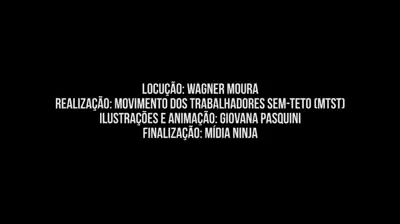 LOCUÇÃO: WAGNER MOURA
REALIZAÇÃO: MOVIMENTO DOS TRABALHADORES SEM-TETO (MTST)
ILUSTRAÇÕES E ANIMAÇÃO: GIOVANA PASQUINI
FINALIZAÇÃO: MÍDIA NINJA